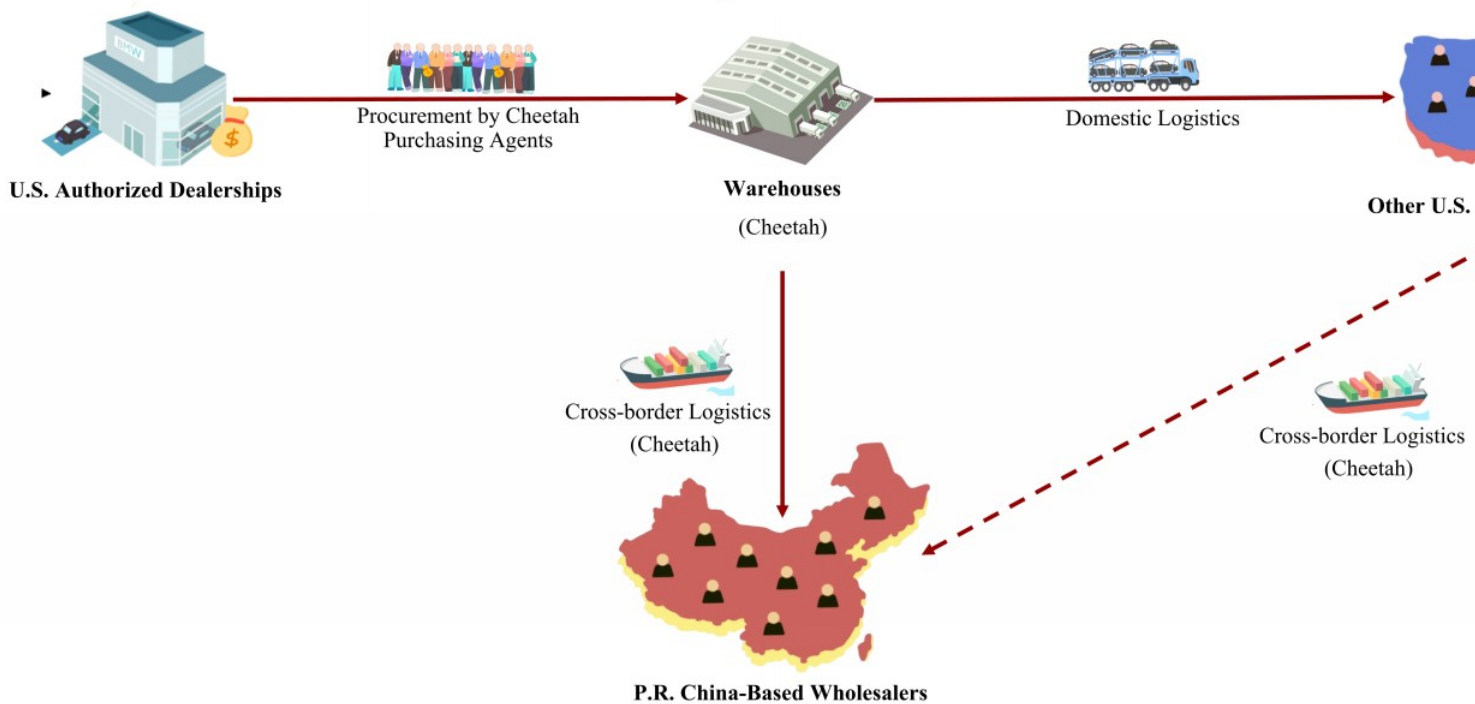 BMW
Procurement by Cheetah
Purchasing Agents
Domestic Logistics
U.S. Authorized Dealerships
Warehouses
(Cheetah)
Other U.S.
Cross-border Logistics
(Cheetah)
Cross-border Logistics
(Cheetah)
P.R. China-Based Wholesalers